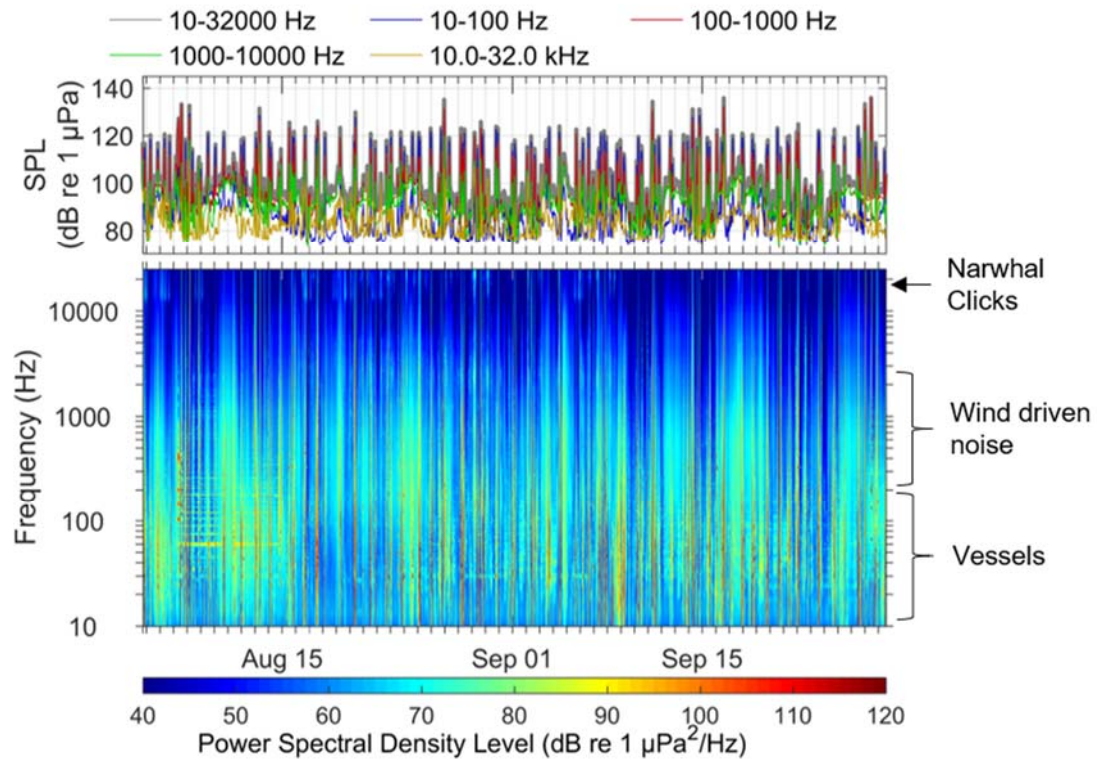 10-32000 Hz
10-100 Hz
100-1000 Hz
1000-10000 Hz
10.0-32.0 kHz
SPL
(dB re 1 µPa)
140
120
100
80
Frequency (Hz)
10000
1000
100
10
Narwhal
Clicks
Wind driven
noise
Vessels
Aug 15
Sep 01
Sep 15
40 50 60 70 80 90 100 110 120
Power Spectral Density Level (dB re 1 µPa²/Hz)